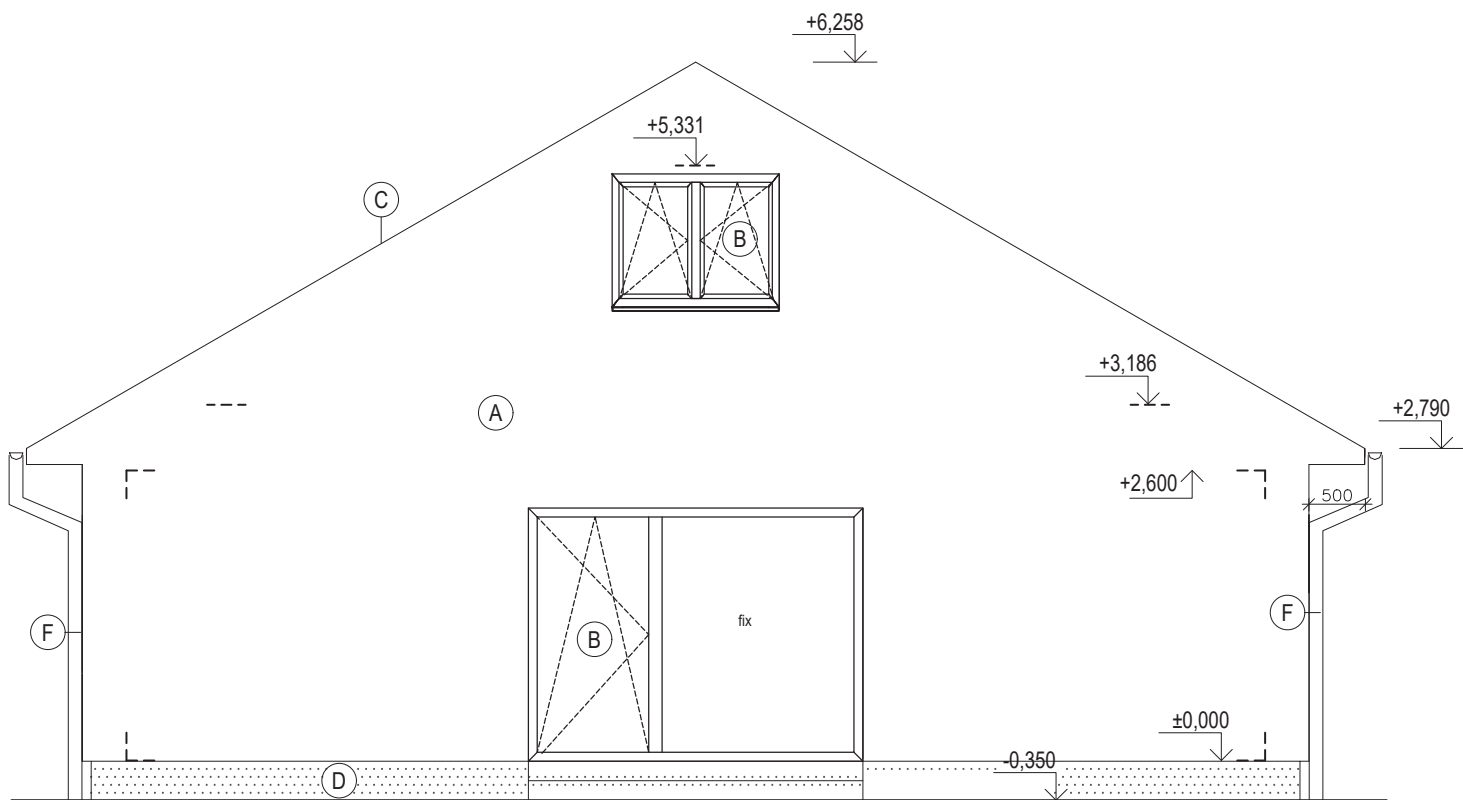 +6,258
+5,331
C
B
+3,186
A
+2,790
+2,600
500
F
B
fix
F
±0,000
-0,350
D